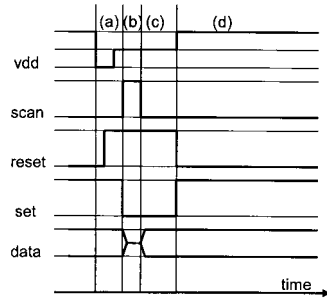 (a) (b) (c) (d)
vdd
scan
reset
set
data
time